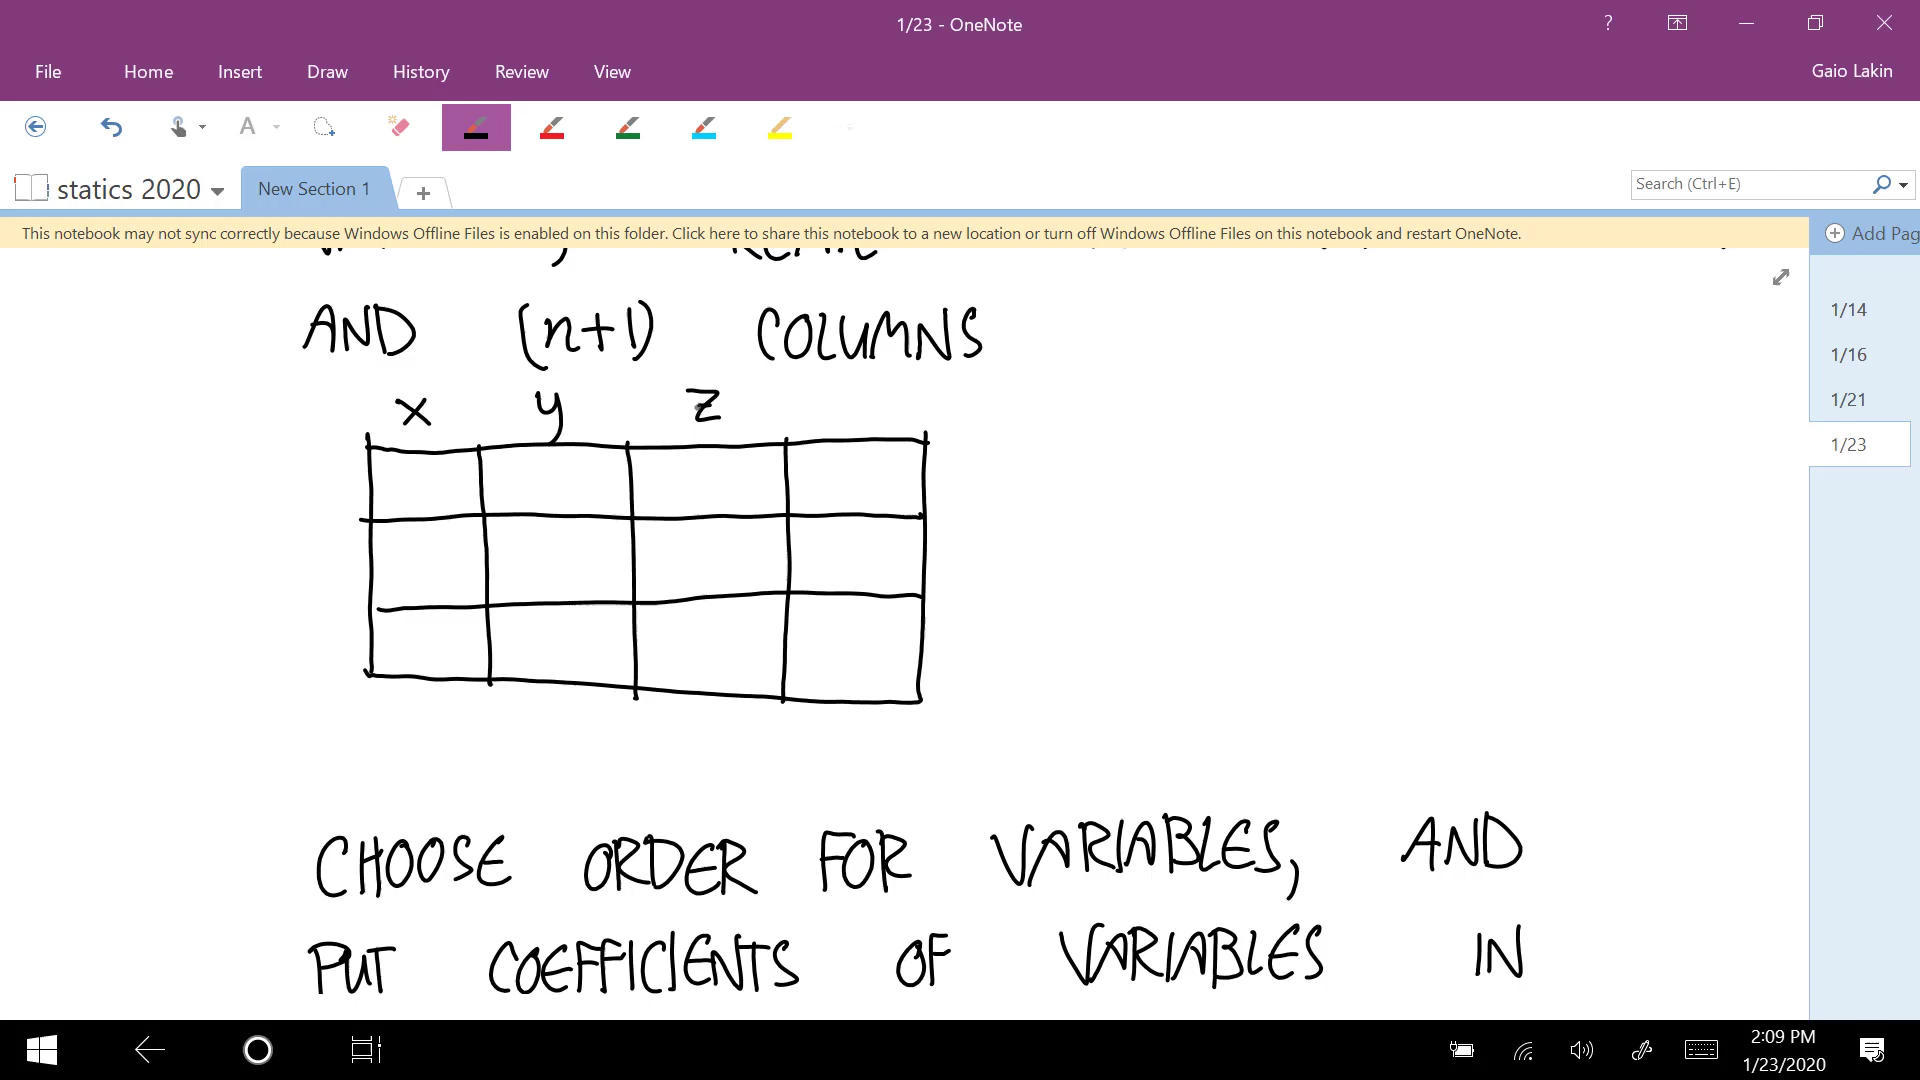 1/23 - OneNote
?
File Home Insert Draw History Review View
Gaio Lakin
A
statics 2020
New Section 1
+
Search (Ctrl+E)
This notebook may not sync correctly because Windows Offline Files is enabled on this folder. Click here to share this notebook to a new location or turn off Windows Offline Files on this notebook and restart OneNote.
Add Pag
1/14
1/16
1/21
1/23
AND (n+1) COLUMNS
x y z
CHOOSE ORDER FOR VARIABLES, AND
PUT COEFFICIENTS OF VARIABLES IN
2:09 PM
1/23/2020